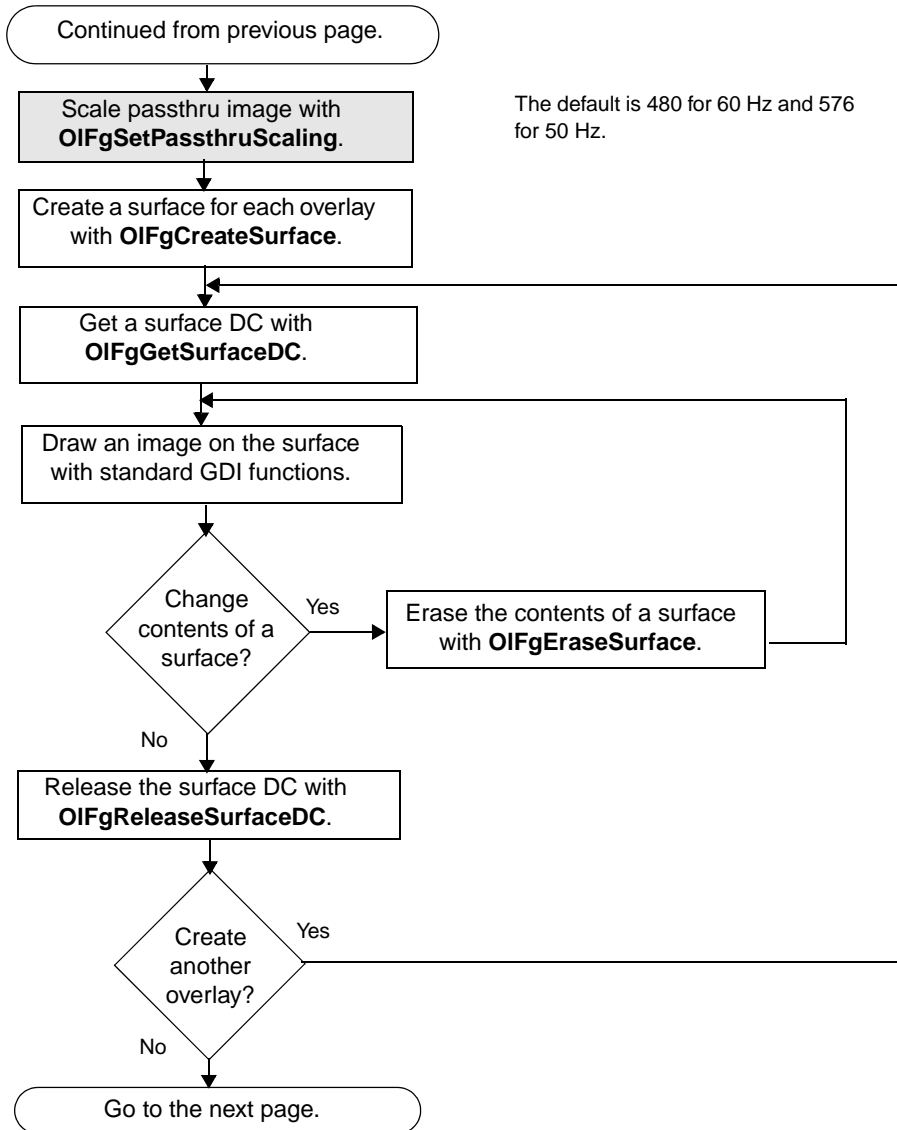 Continued from previous page.
Scale passthru image with
OlFgSetPassthruScaling.
The default is 480 for 60 Hz and 576
for 50 Hz.
Create a surface for each overlay
with OlFgCreateSurface.
Get a surface DC with
OlFgGetSurfaceDC.
Draw an image on the surface
with standard GDI functions.
Change
contents of a
surface?
Yes
Erase the contents of a surface
with OlFgEraseSurface.
No
Release the surface DC with
OlFgReleaseSurfaceDC.
Create
another
overlay?
Yes
No
Go to the next page.